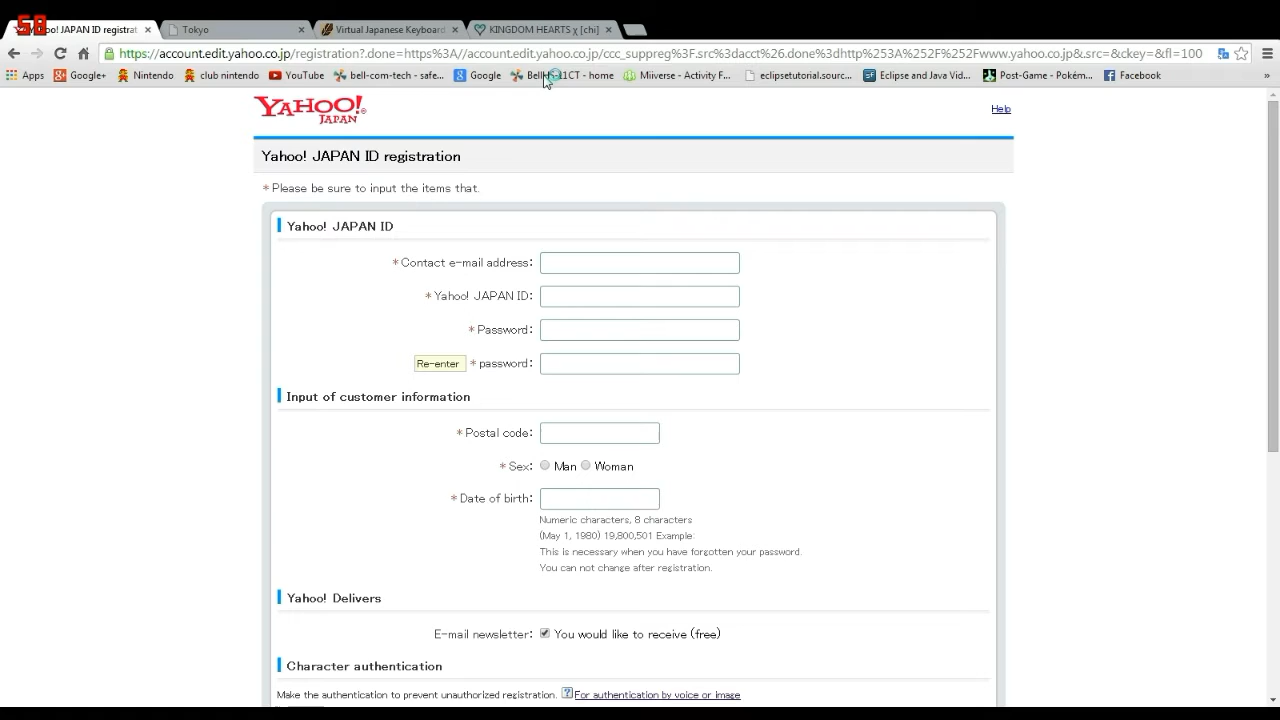 58
Yahoo! JAPAN ID registrat
Tokyo
Virtual Japanese Keyboard
KINGDOM HEARTS χ [chi]
https://account.edit.yahoo.co.jp/registration?.done=https%3A//account.edit.yahoo.co.jp/ccc_suppreg%3F.src%3Dacct%26.done%3Dhttp%253A%252F%252Fwww.yahoo.co.jp&.src=&ckey=&fl=100
Apps Google+ Nintendo club nintendo YouTube bell-com-tech - safe... Google - home Miiverse - Activity F... eclipsetutorial.sourc... Eclipse and Java Vid... Post-Game - Pokém... Facebook »
YAHOO! JAPAN
Help
Yahoo! JAPAN ID registration
* Please be sure to input the items that.
Yahoo! JAPAN ID
* Contact e-mail address:
* Yahoo! JAPAN ID:
* Password:
Re-enter * password:
Input of customer information
* Postal code:
* Sex: Man Woman
* Date of birth:
Numeric characters, 8 characters
(May 1, 1980) 19,800,501 Example:
This is necessary when you have forgotten your password.
You can not change after registration.
Yahoo! Delivers
E-mail newsletter: You would like to receive (free)
Character authentication
Make the authentication to prevent unauthorized registration. ? For authentication by voice or image